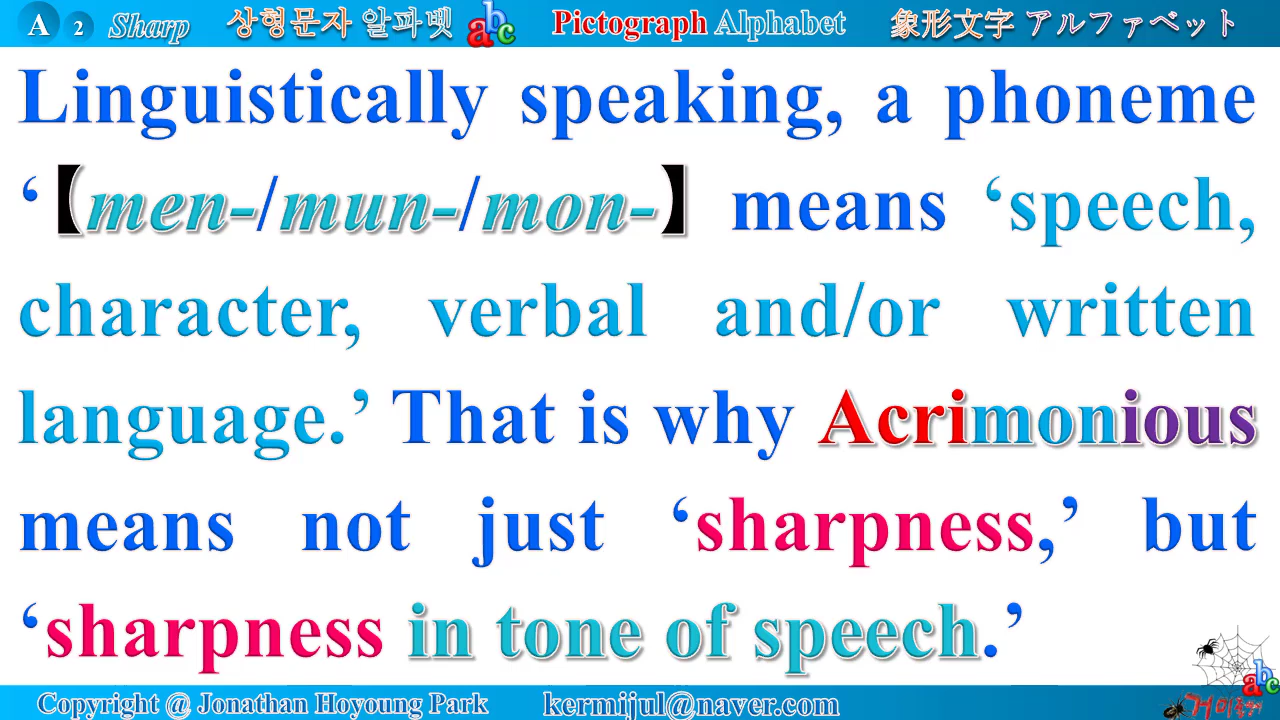 A 2 Sharp 상형문자 알파벳 abc Pictograph Alphabet 象形文字 アルファベット
Linguistically speaking, a phoneme
‘【men-/mun-/mon-】 means ‘speech,
character, verbal and/or written
language.’ That is why Acrimonious
means not just ‘sharpness,’ but
‘sharpness in tone of speech.’
abc
Copyright @ Jonathan Hoyoung Park kermijul@naver.com